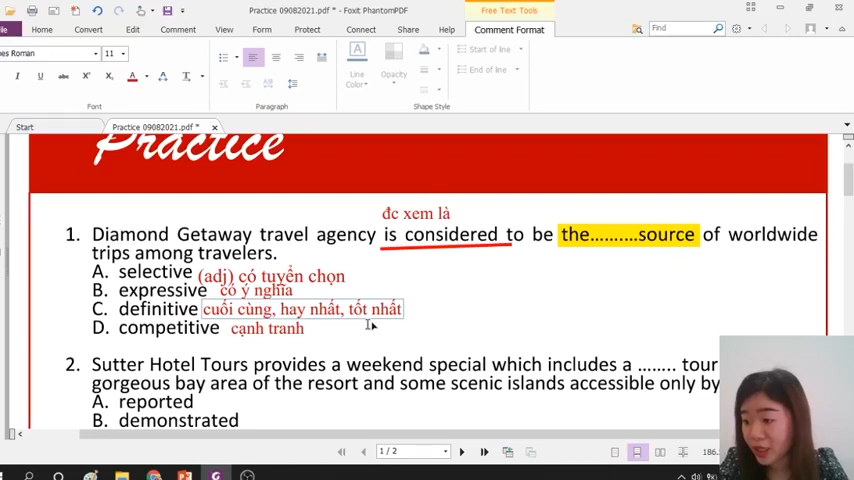 Practice 09082021.pdf * - Foxit PhantomPDF
Free Text Tools
Home Convert Edit Organize Comment View Form Protect Share Connect Help Comment Format
Find
es Roman 11
Font
Paragraph
Line Color
Opacity
Start of line
End of line
Shape Style
Start
Practice 09082021.pdf *
Practice
đc xem là
1. Diamond Getaway travel agency is considered to be the..........source of worldwide
trips among travelers.
A. selective (adj) có tuyển chọn
B. expressive có ý nghĩa
C. definitive cuối cùng, hay nhất, tốt nhất
D. competitive cạnh tranh
2. Sutter Hotel Tours provides a weekend special which includes a ........ tour
gorgeous bay area of the resort and some scenic islands accessible only by
A. reported
B. demonstrated
1 / 2
186.